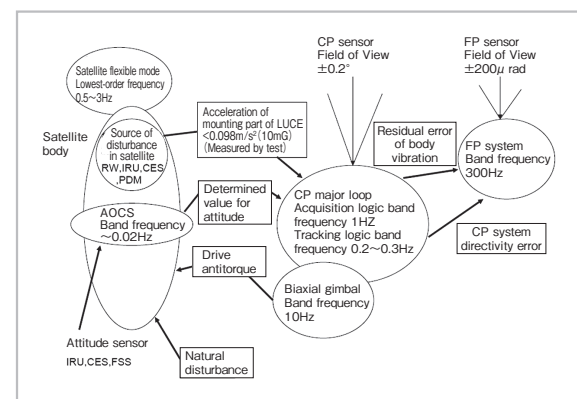 CP sensor
Field of View
±0.2°
FP sensor
Field of View
±200μ rad
Satellite flexible mode
Lowest-order frequency
0.5~3Hz
Satellite
body
Source of
disturbance
in satellite
RW,IRU,CES
,PDM
Acceleration of
mounting part of LUCE
<0.098m/s²(10mG)
(Measured by test)
Residual error
of body
vibration
FP system
Band frequency
300Hz
AOCS
Band frequency
~0.02Hz
Determined
value for
attitude
CP major loop
Acquisition logic band
frequency 1HZ
Tracking logic band
frequency 0.2~0.3Hz
CP system
directivity error
Drive
antitorque
Biaxial gimbal
Band frequency
10Hz
Attitude sensor
IRU,CES,FSS
Natural
disturbance